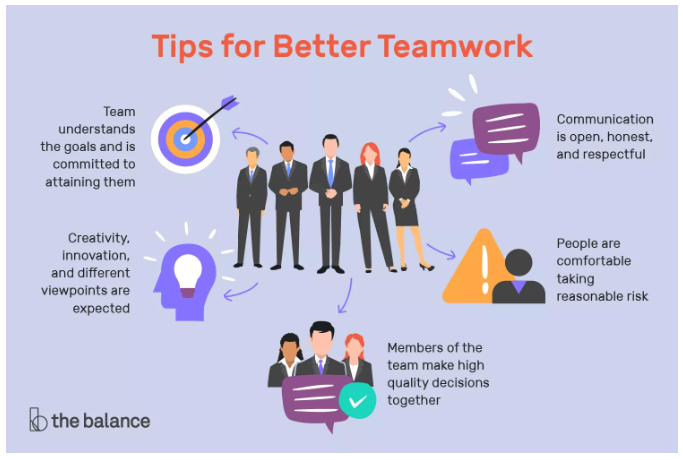 Tips for Better Teamwork
Team
understands
the goals and is
committed to
attaining them
Communication
is open, honest,
and respectful
Creativity,
innovation,
and different
viewpoints are
expected
People are
comfortable
taking
reasonable risk
Members of the
team make high
quality decisions
together
the balance